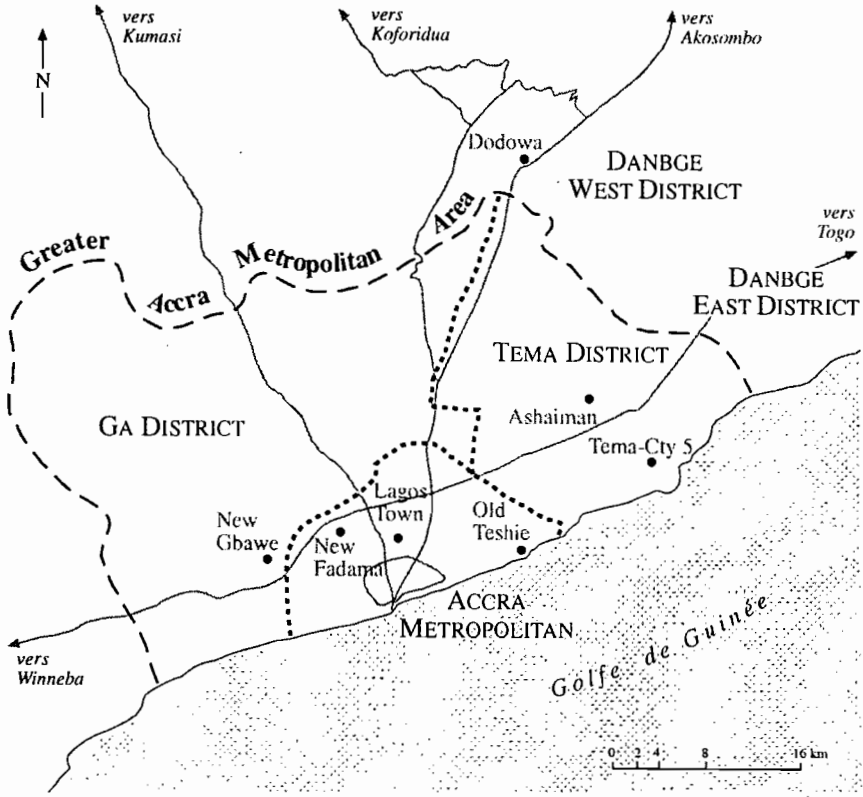 vers
Kumasi
vers
Koforidua
vers
Akosombo
N
Dodowa
DANBGE
WEST DISTRICT
vers
Togo
Greater
Accra
Metropolitan
Area
DANBGE
EAST DISTRICT
TEMA DISTRICT
Ashaiman
GA DISTRICT
Tema-Cty 5
Lagos
Town
Old
Teshie
New
Gbawe
New
Fadama
ACCRA
METROPOLITAN
vers
Winneba
Golfe de Guinée
0 2 4 8 16 km